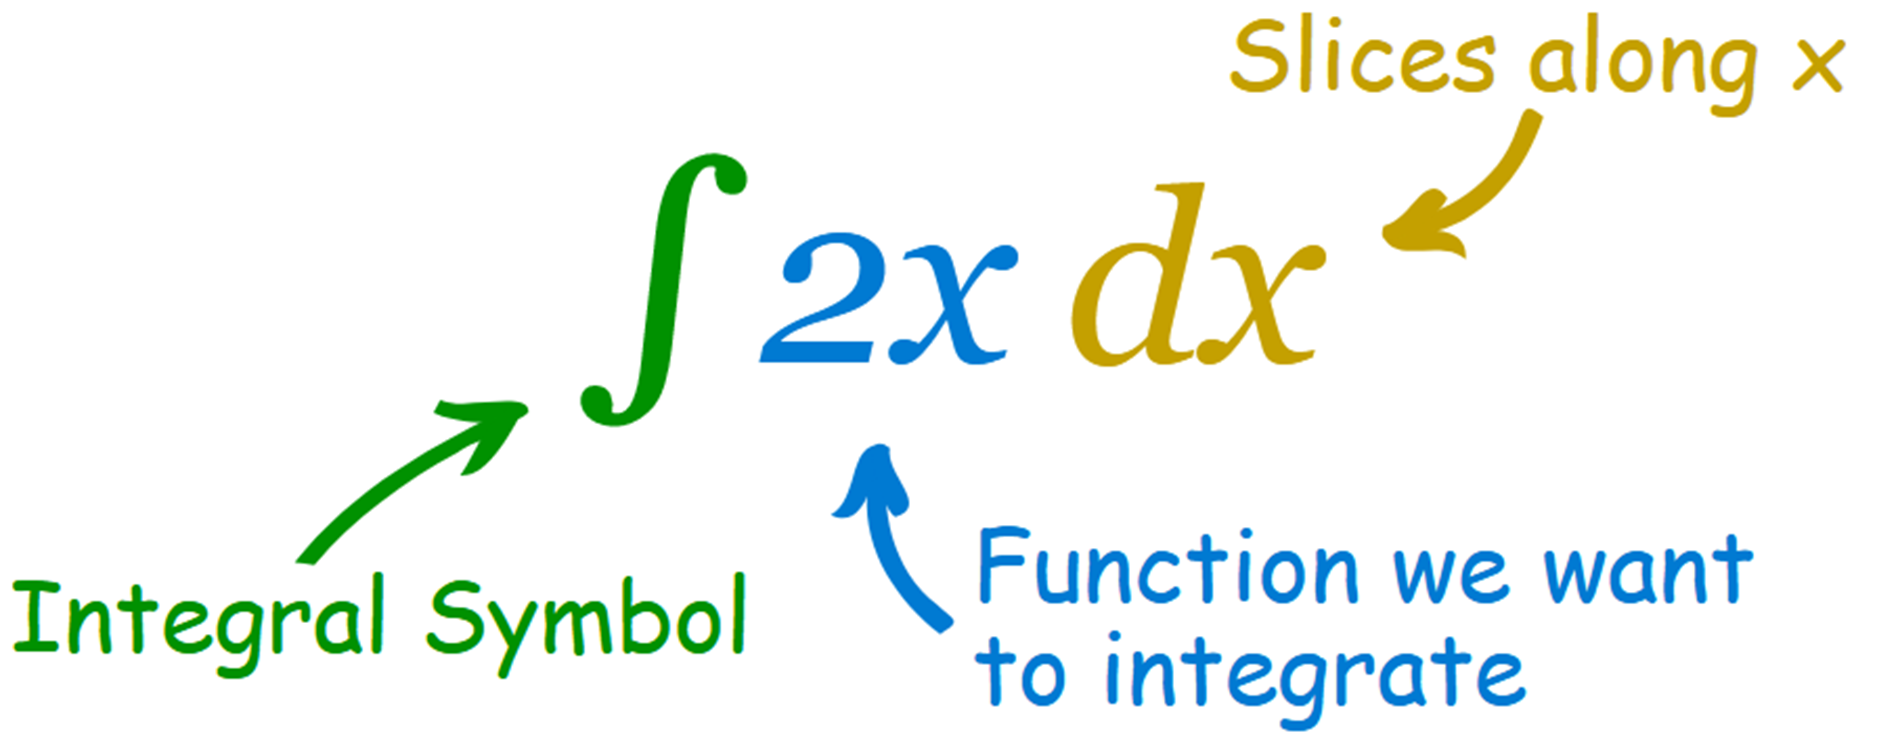 Slices along x
∫ 2x dx
Integral Symbol
Function we want
to integrate